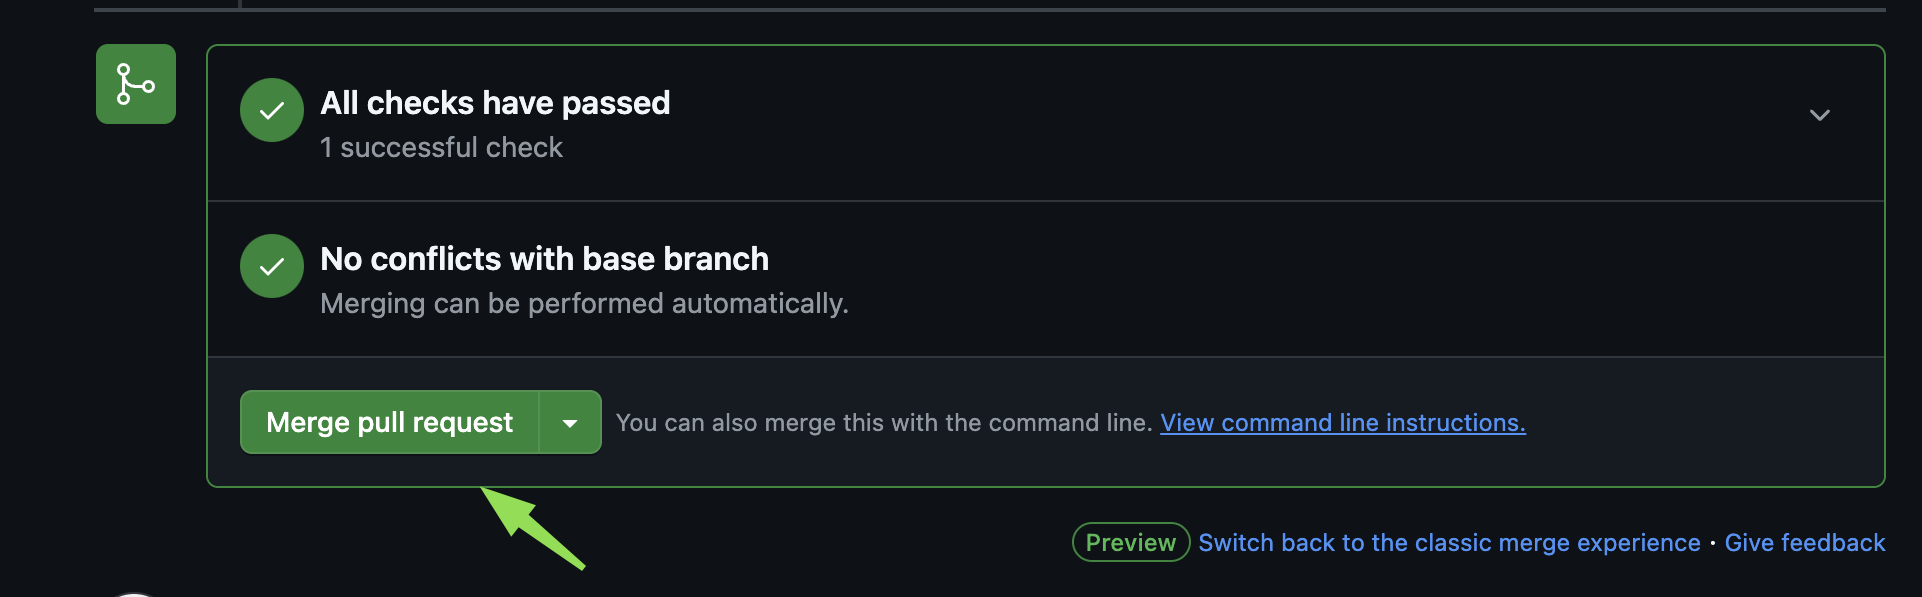 All checks have passed
1 successful check
No conflicts with base branch
Merging can be performed automatically.
Merge pull request
You can also merge this with the command line. View command line instructions.
Preview Switch back to the classic merge experience · Give feedback